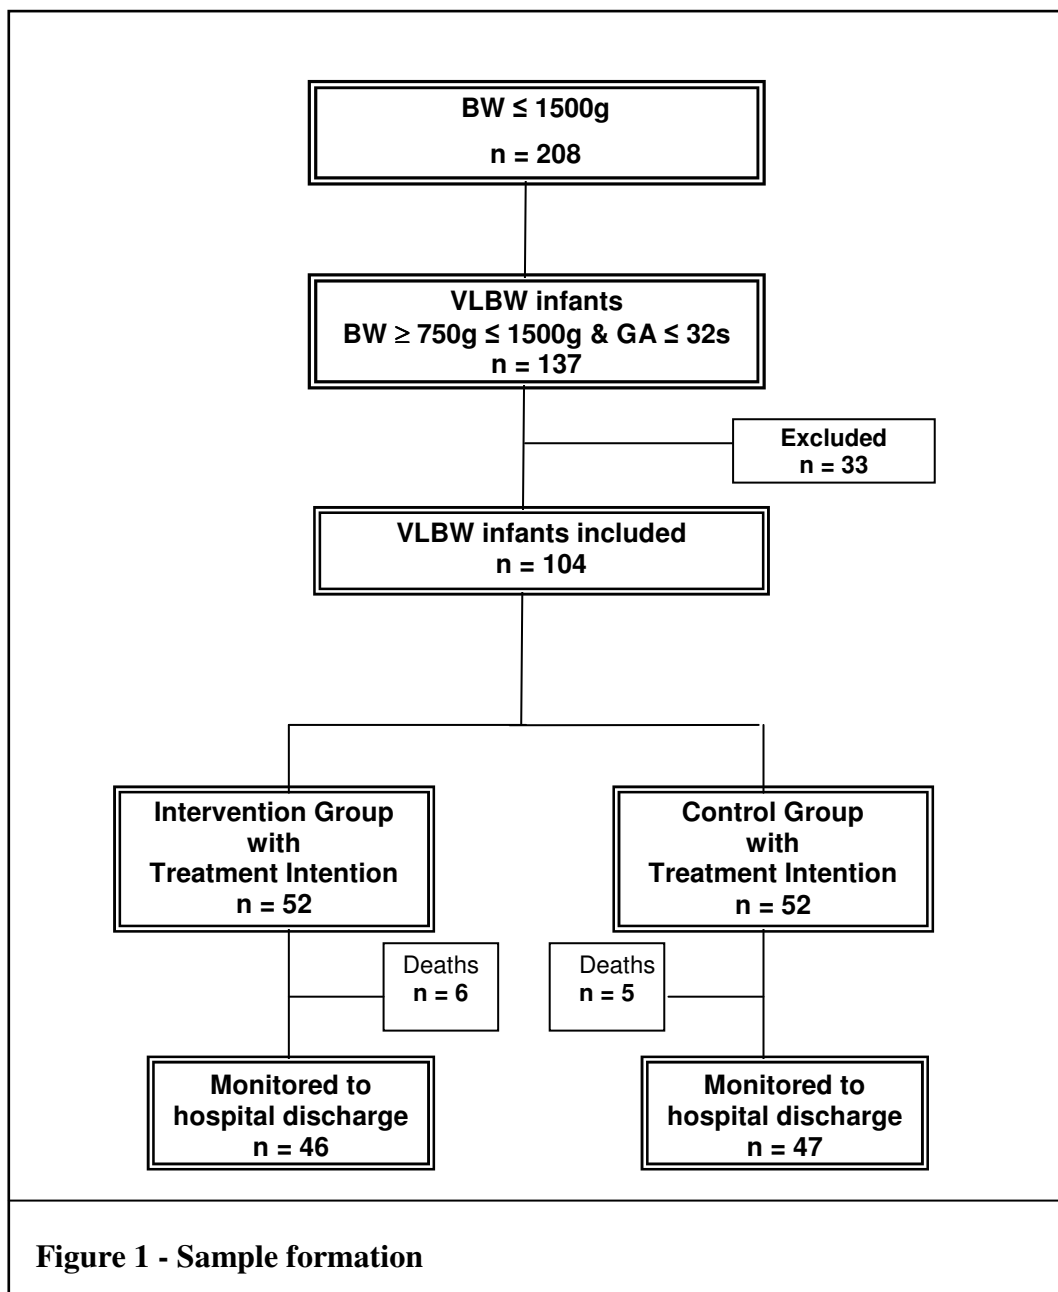 BW ≤ 1500g
n = 208
VLBW infants
BW ≥ 750g ≤ 1500g & GA ≤ 32s
n = 137
Excluded
n = 33
VLBW infants included
n = 104
Intervention Group
with
Treatment Intention
n = 52
Control Group
with
Treatment Intention
n = 52
Deaths
n = 6
Deaths
n = 5
Monitored to
hospital discharge
n = 46
Monitored to
hospital discharge
n = 47
Figure 1 - Sample formation